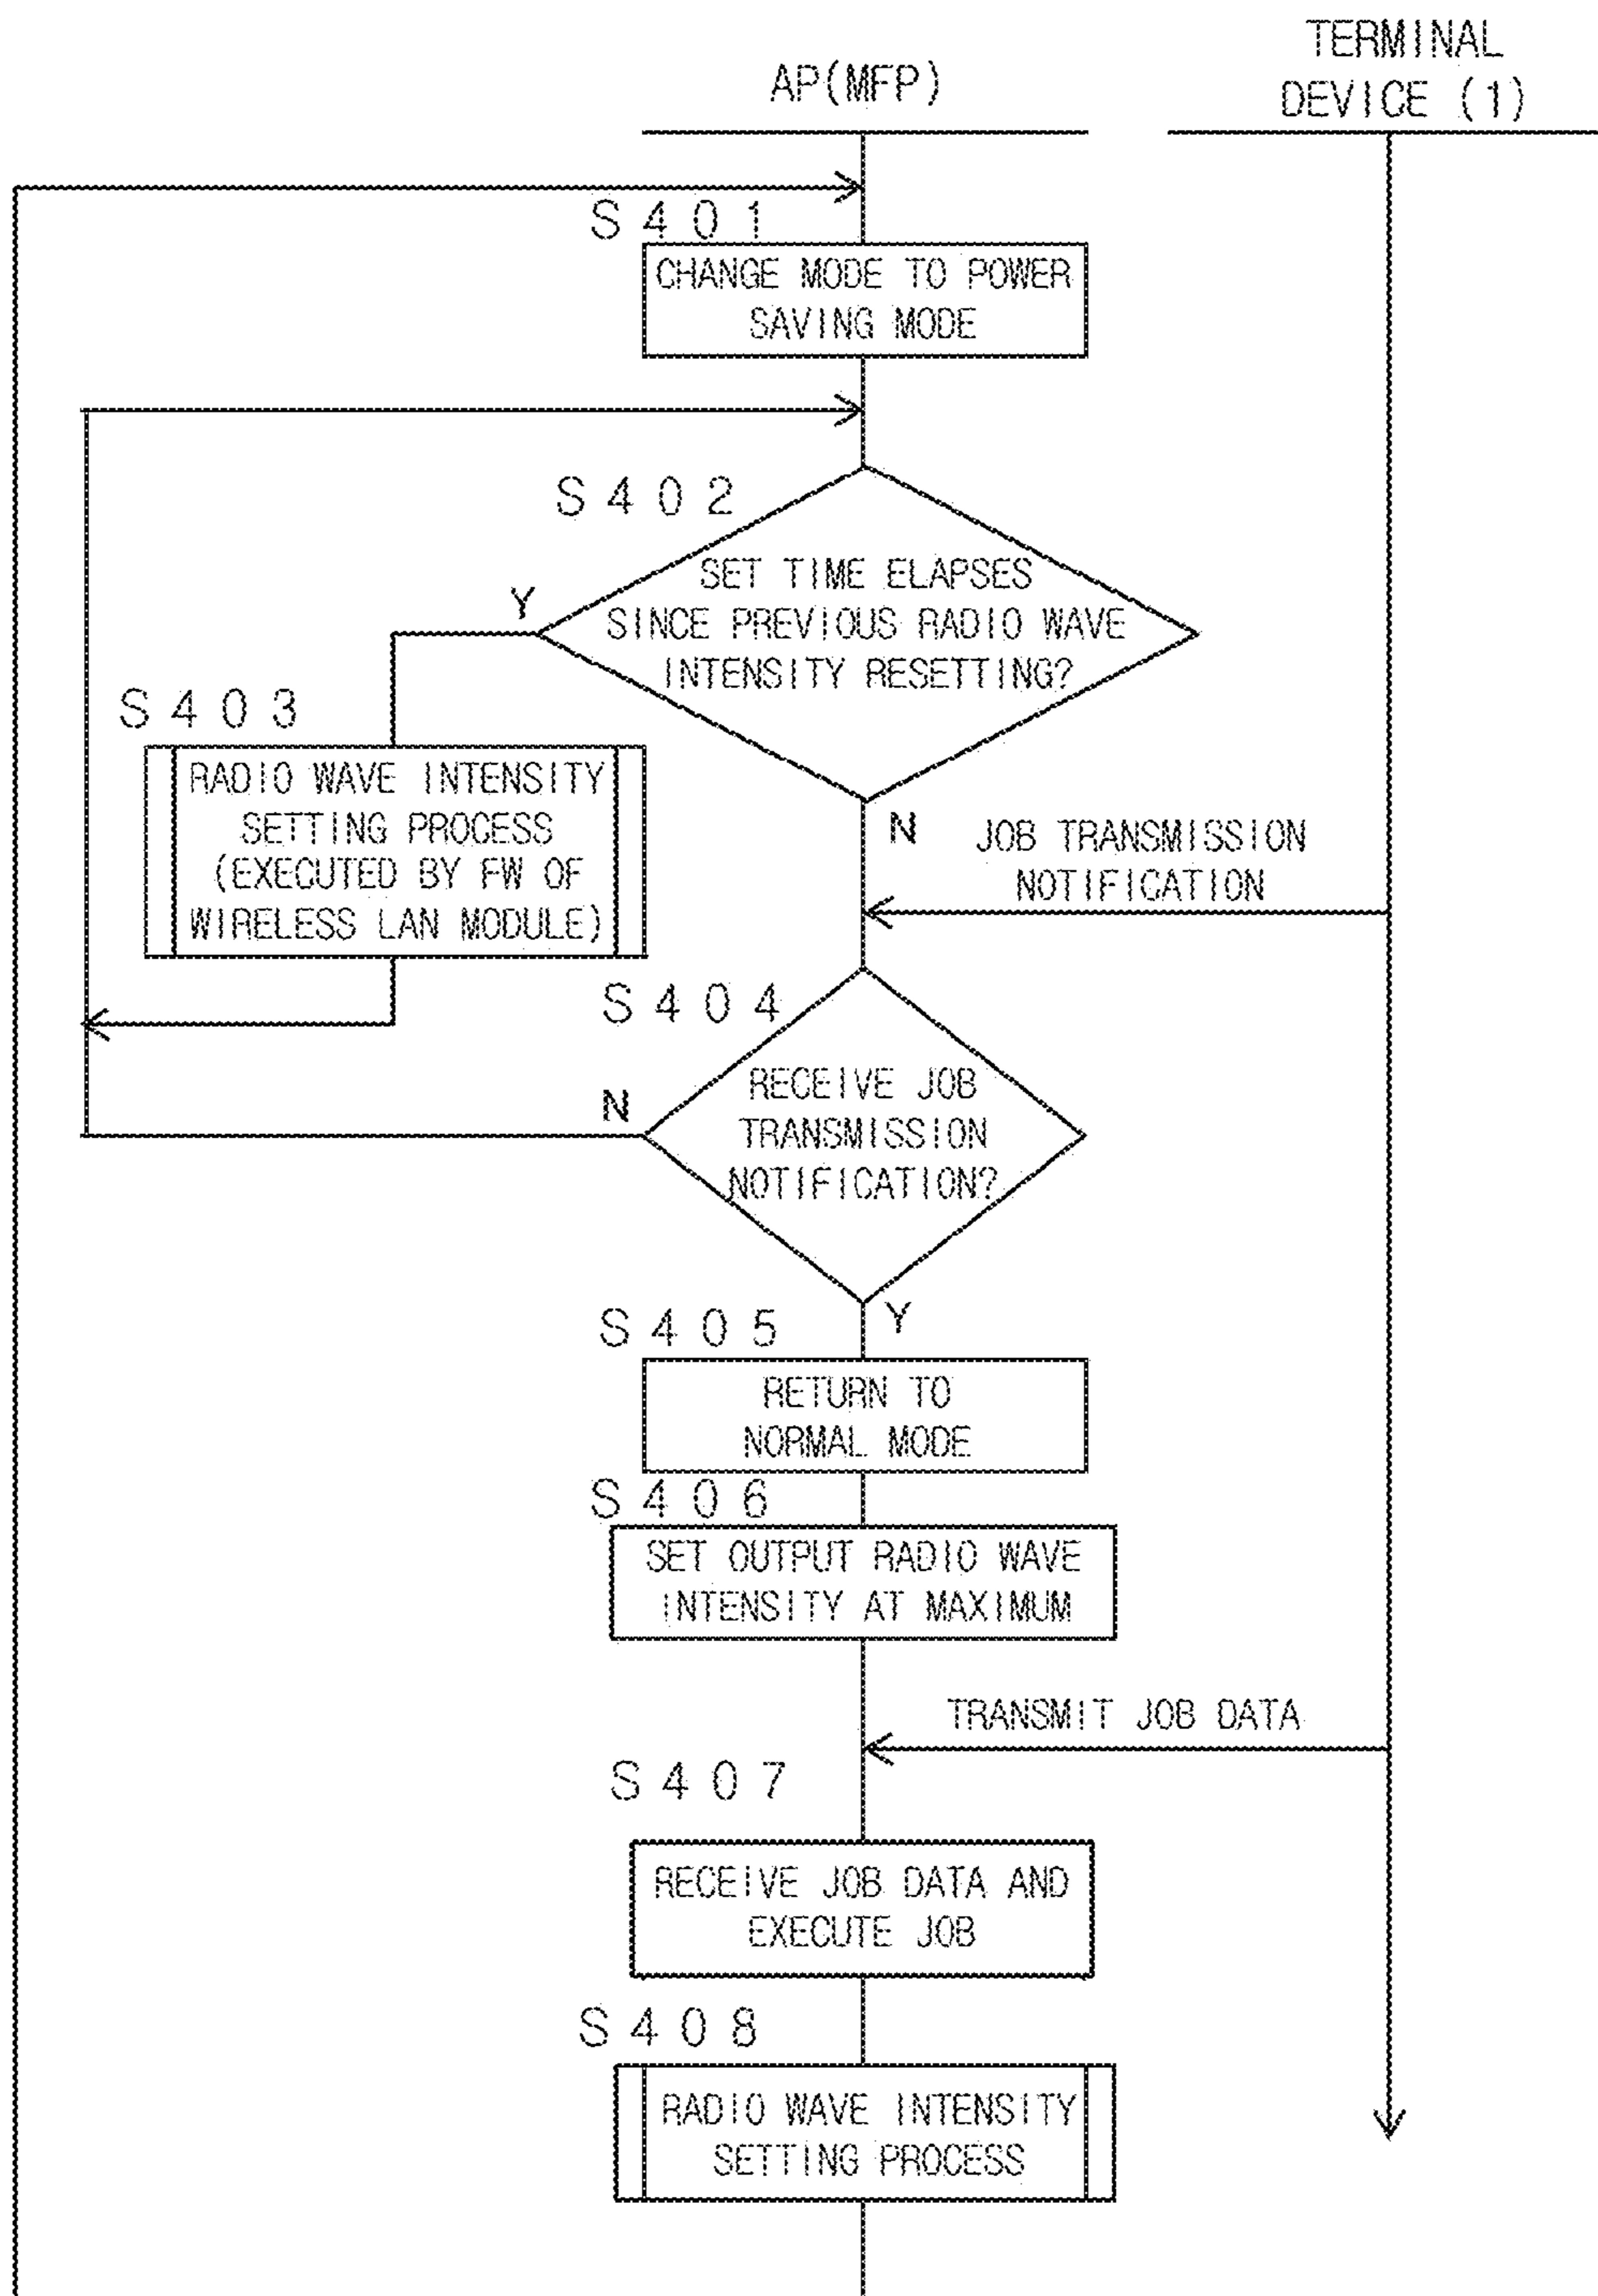 TERMINAL
DEVICE (1)
AP(MFP)
S401
CHANGE MODE TO POWER
SAVING MODE
S402
SET TIME ELAPSES
SINCE PREVIOUS RADIO WAVE
INTENSITY RESETTING?
Y
N
S403
RADIO WAVE INTENSITY
SETTING PROCESS
(EXECUTED BY FW OF
WIRELESS LAN MODULE)
JOB TRANSMISSION
NOTIFICATION
S404
RECEIVE JOB
TRANSMISSION
NOTIFICATION?
N
Y
S405
RETURN TO
NORMAL MODE
S406
SET OUTPUT RADIO WAVE
INTENSITY AT MAXIMUM
TRANSMIT JOB DATA
S407
RECEIVE JOB DATA AND
EXECUTE JOB
S408
RADIO WAVE INTENSITY
SETTING PROCESS